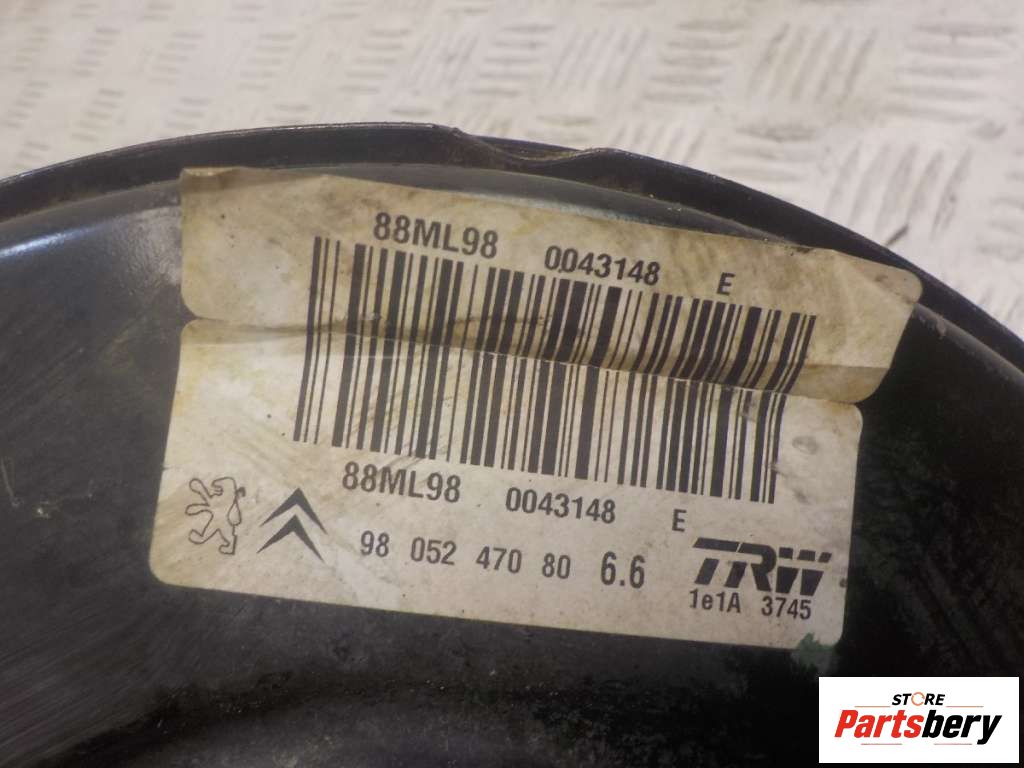 88ML98 0043148 E
88ML98 0043148 E
98 052 470 80 6.6
TRW
1e1A 3745
STORE
Partsbery